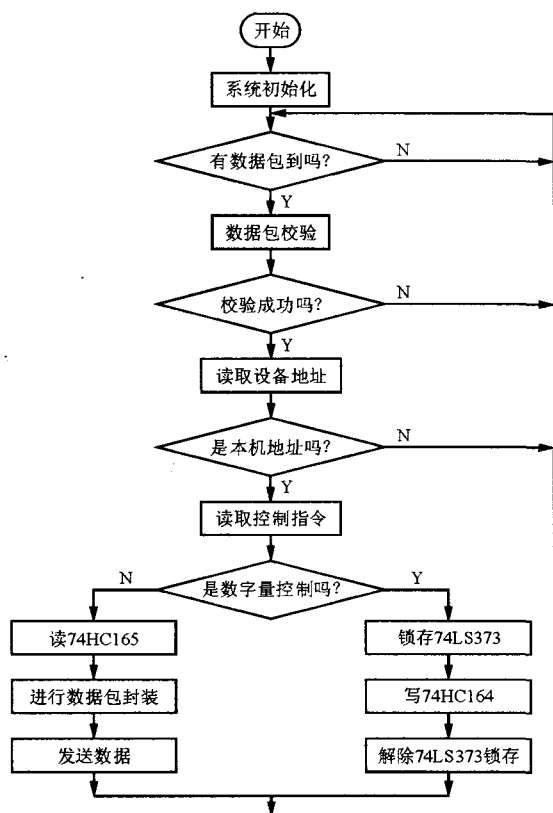 开始
系统初始化
有数据包到吗?
N
Y
数据包校验
校验成功吗?
N
Y
读取设备地址
是本机地址吗?
N
Y
读取控制指令
N
是数字量控制吗?
Y
读74HC165
锁存74LS373
进行数据包封装
写74HC164
发送数据
解除74LS373锁存